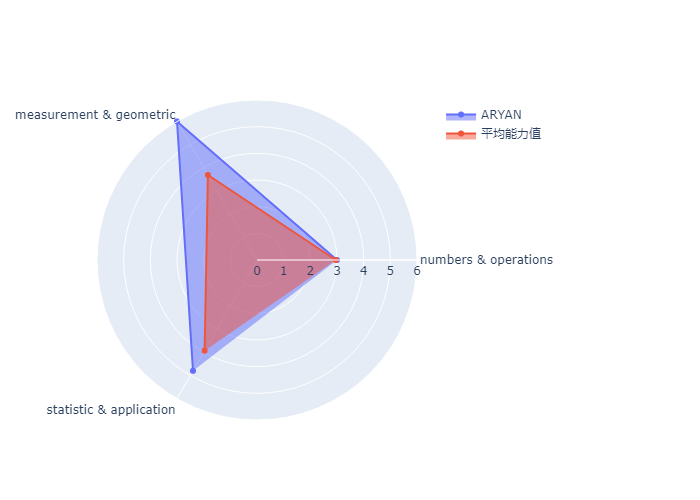 measurement & geometric
ARYAN
平均能力值
numbers & operations
0 1 2 3 4 5 6
statistic & application